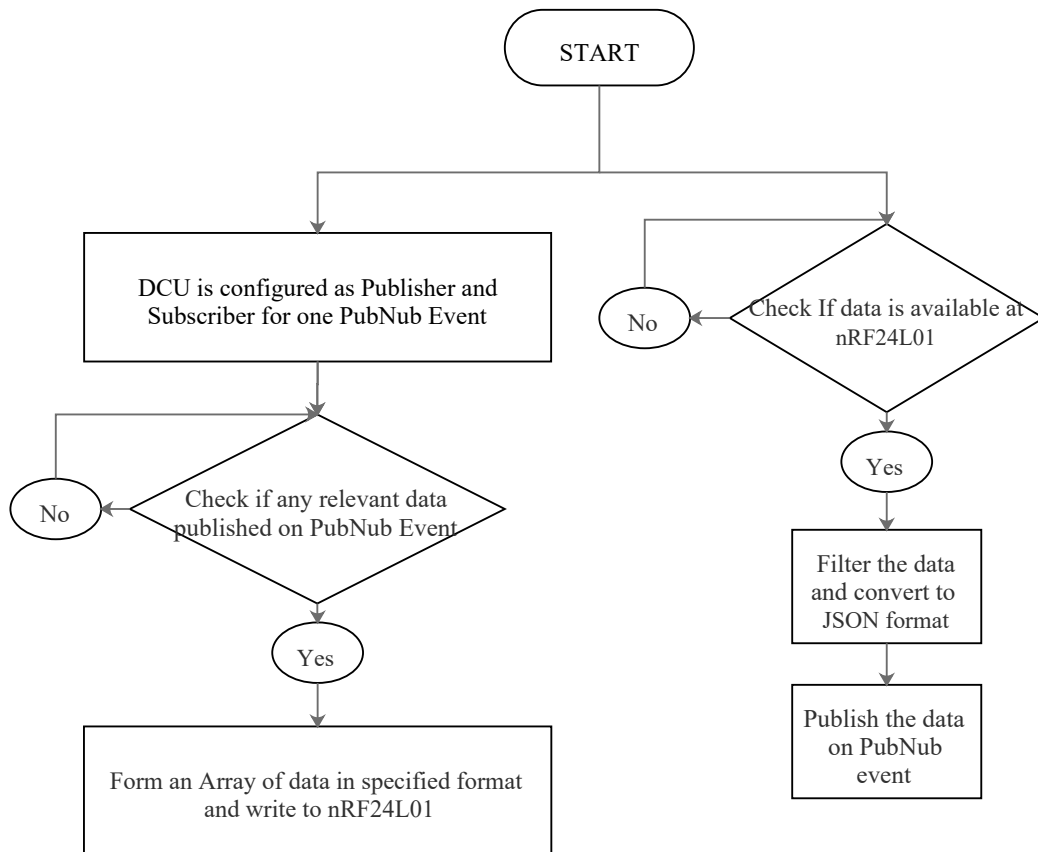 START
DCU is configured as Publisher and
Subscriber for one PubNub Event
Check If data is available at
nRF24L01
No
Yes
Check if any relevant data
published on PubNub Event
No
Yes
Filter the data
and convert to
JSON format
Publish the data
on PubNub
event
Form an Array of data in specified format
and write to nRF24L01